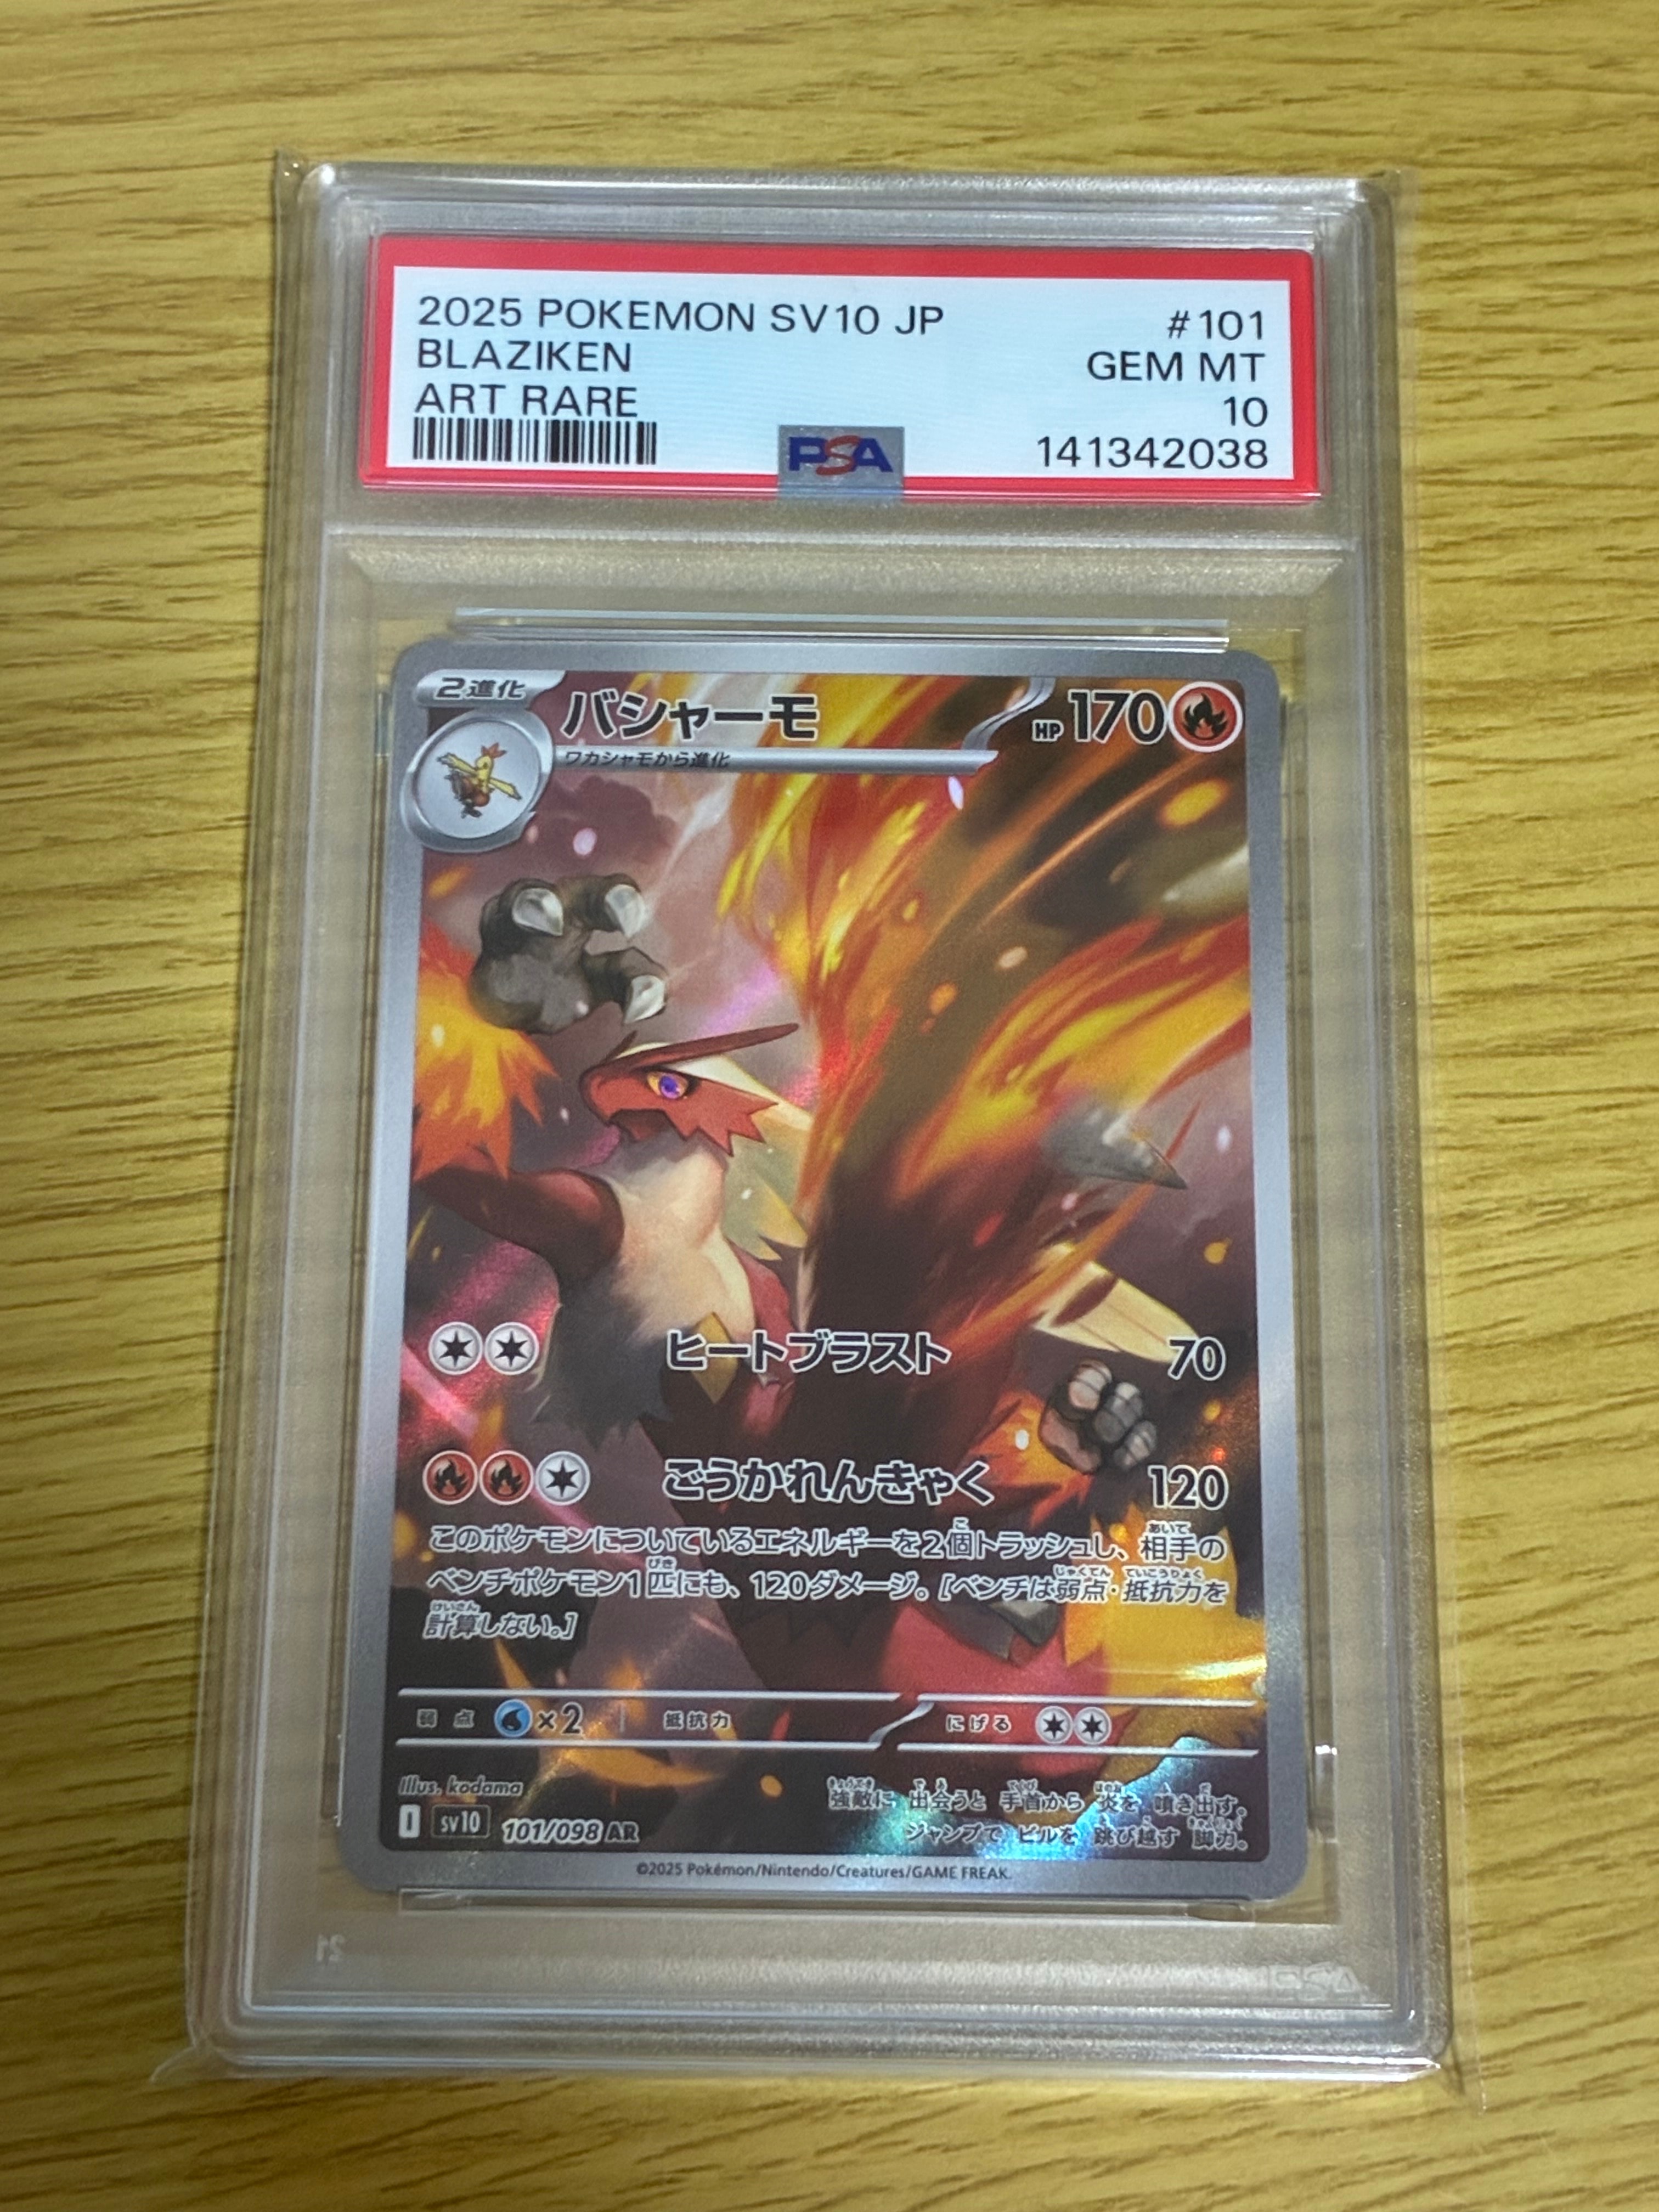 2025 POKEMON SV10 JP #101
BLAZIKEN GEM MT
ART RARE 10
PSA 141342038
2進化 バシャーモ HP 170
ワカシャモから進化
ヒートブラスト 70
ごうかれんきゃく 120
このポケモンについているエネルギーを2個トラッシュし、相手の
ベンチポケモン1匹にも、120ダメージ。[ベンチは弱点・抵抗力を
計算しない。]
弱点 ×2 抵抗力 にげる
Illus. kodama
強敵に 出会うと 手首から 炎を 噴き出す。
ジャンプで ビルを 跳び越す 脚力。
I sv10 101/098 AR
©2025 Pokémon/Nintendo/Creatures/GAME FREAK.
21 PSA